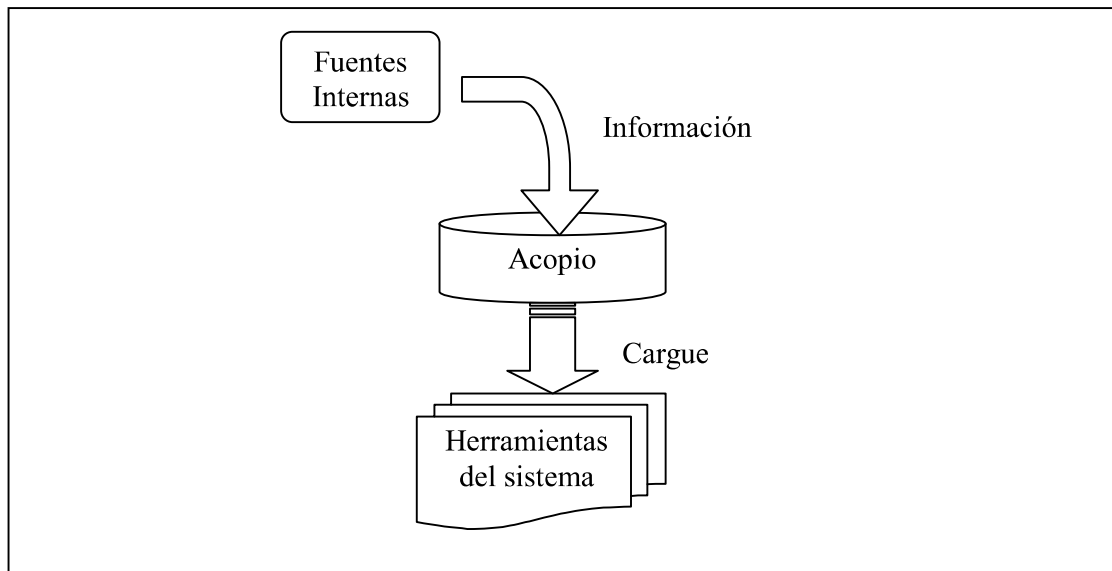 Fuentes
Internas
Información
Acopio
Cargue
Herramientas
del sistema